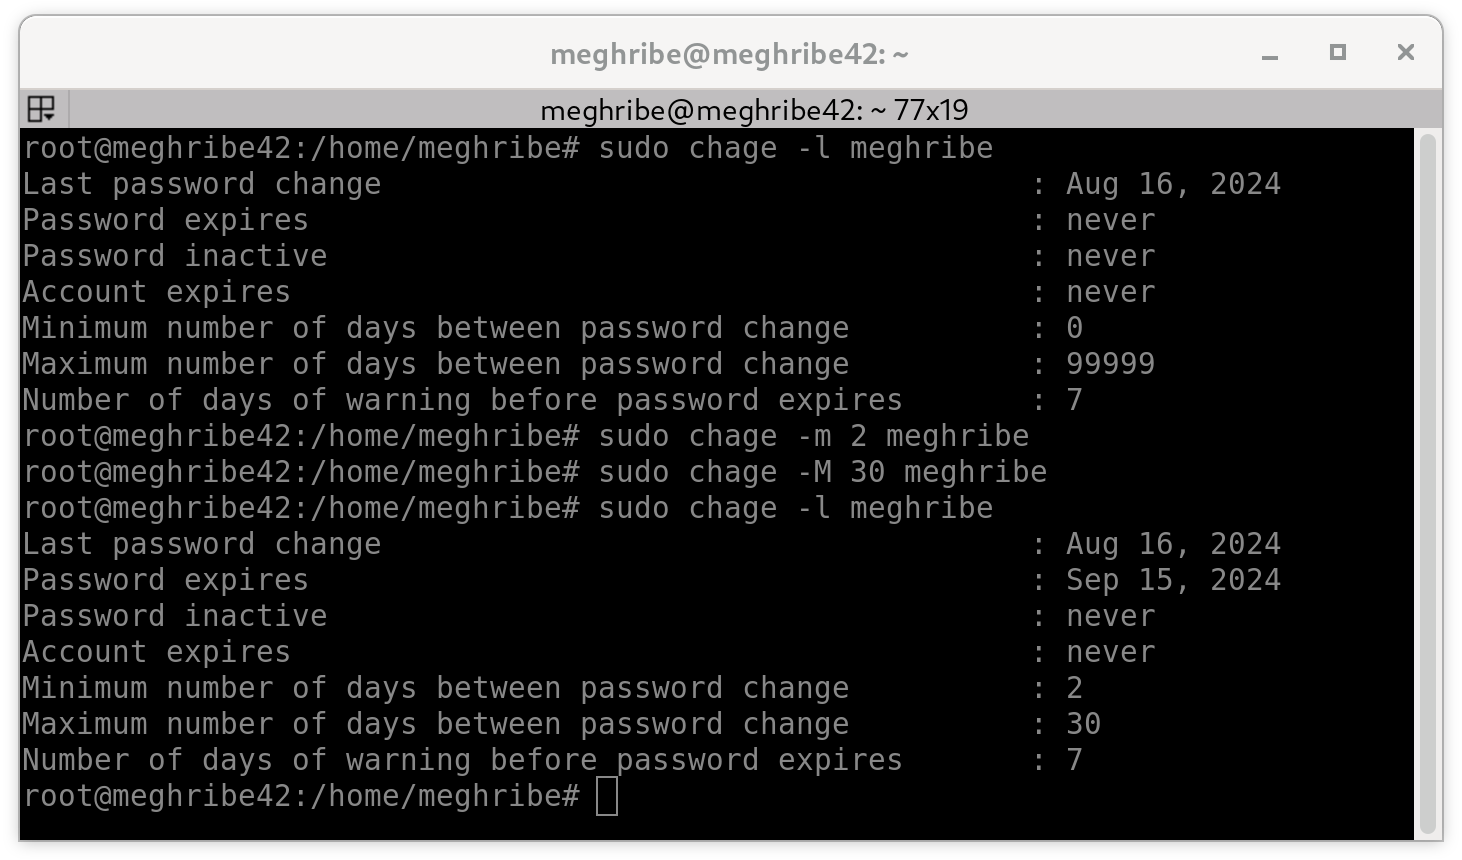 meghribe@meghribe42: ~
meghribe@meghribe42: ~ 77x19
root@meghribe42:/home/meghribe# sudo chage -l meghribe
Last password change : Aug 16, 2024
Password expires : never
Password inactive : never
Account expires : never
Minimum number of days between password change : 0
Maximum number of days between password change : 99999
Number of days of warning before password expires : 7
root@meghribe42:/home/meghribe# sudo chage -m 2 meghribe
root@meghribe42:/home/meghribe# sudo chage -M 30 meghribe
root@meghribe42:/home/meghribe# sudo chage -l meghribe
Last password change : Aug 16, 2024
Password expires : Sep 15, 2024
Password inactive : never
Account expires : never
Minimum number of days between password change : 2
Maximum number of days between password change : 30
Number of days of warning before password expires : 7
root@meghribe42:/home/meghribe#